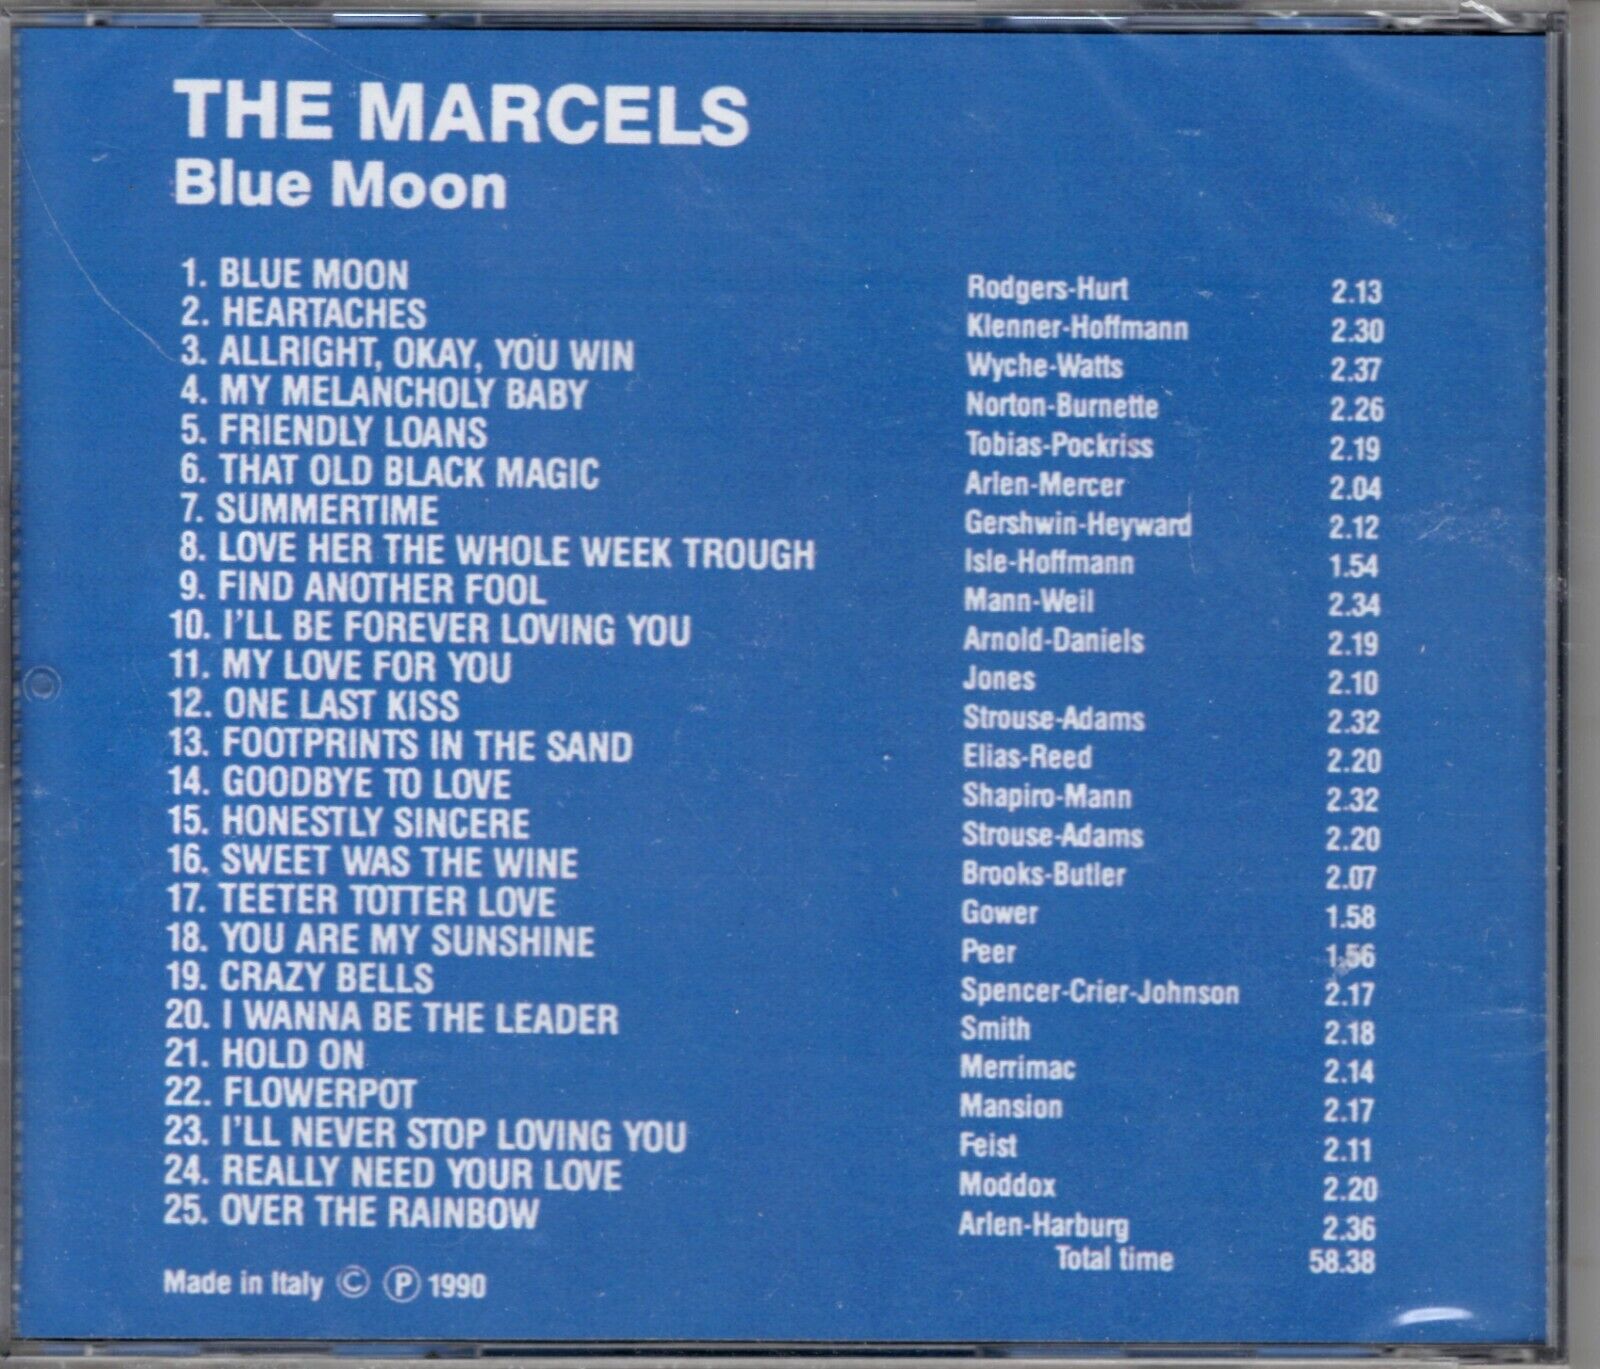 THE MARCELS
Blue Moon
1. BLUE MOON Rodgers-Hurt 2.13
2. HEARTACHES Klenner-Hoffmann 2.30
3. ALLRIGHT, OKAY, YOU WIN Wyche-Watts 2.37
4. MY MELANCHOLY BABY Norton-Burnette 2.26
5. FRIENDLY LOANS Tobias-Pockriss 2.19
6. THAT OLD BLACK MAGIC Arlen-Mercer 2.04
7. SUMMERTIME Gershwin-Heyward 2.12
8. LOVE HER THE WHOLE WEEK TROUGH Isle-Hoffmann 1.54
9. FIND ANOTHER FOOL Mann-Weil 2.34
10. I'LL BE FOREVER LOVING YOU Arnold-Daniels 2.19
11. MY LOVE FOR YOU Jones 2.10
12. ONE LAST KISS Strouse-Adams 2.32
13. FOOTPRINTS IN THE SAND Elias-Reed 2.20
14. GOODBYE TO LOVE Shapiro-Mann 2.32
15. HONESTLY SINCERE Strouse-Adams 2.20
16. SWEET WAS THE WINE Brooks-Butler 2.07
17. TEETER TOTTER LOVE Gower 1.58
18. YOU ARE MY SUNSHINE Peer 1.56
19. CRAZY BELLS Spencer-Crier-Johnson 2.17
20. I WANNA BE THE LEADER Smith 2.18
21. HOLD ON Merrimac 2.14
22. FLOWERPOT Mansion 2.17
23. I'LL NEVER STOP LOVING YOU Feist 2.11
24. REALLY NEED YOUR LOVE Moddox 2.20
25. OVER THE RAINBOW Arlen-Harburg 2.36
Total time 58.38
Made in Italy © ℗ 1990